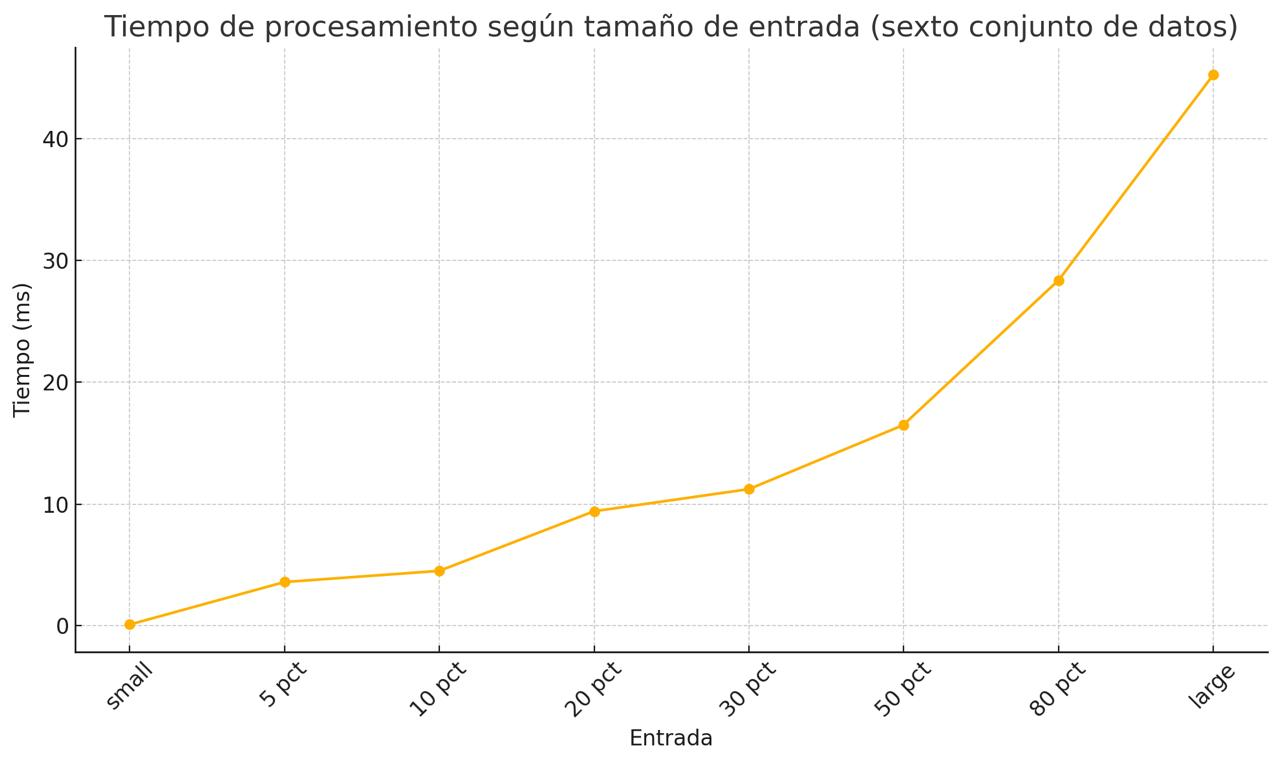 Tiempo de procesamiento según tamaño de entrada (sexto conjunto de datos)
Tiempo (ms)
40
30
20
10
0
small
5 pct
10 pct
20 pct
30 pct
50 pct
80 pct
large
Entrada